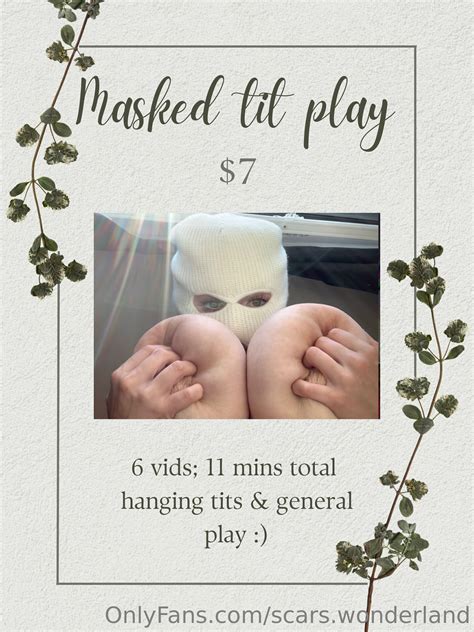 Masked tit play
$7
6 vids; 11 mins total
hanging tits & general
play :)
OnlyFans.com/scars.wonderland